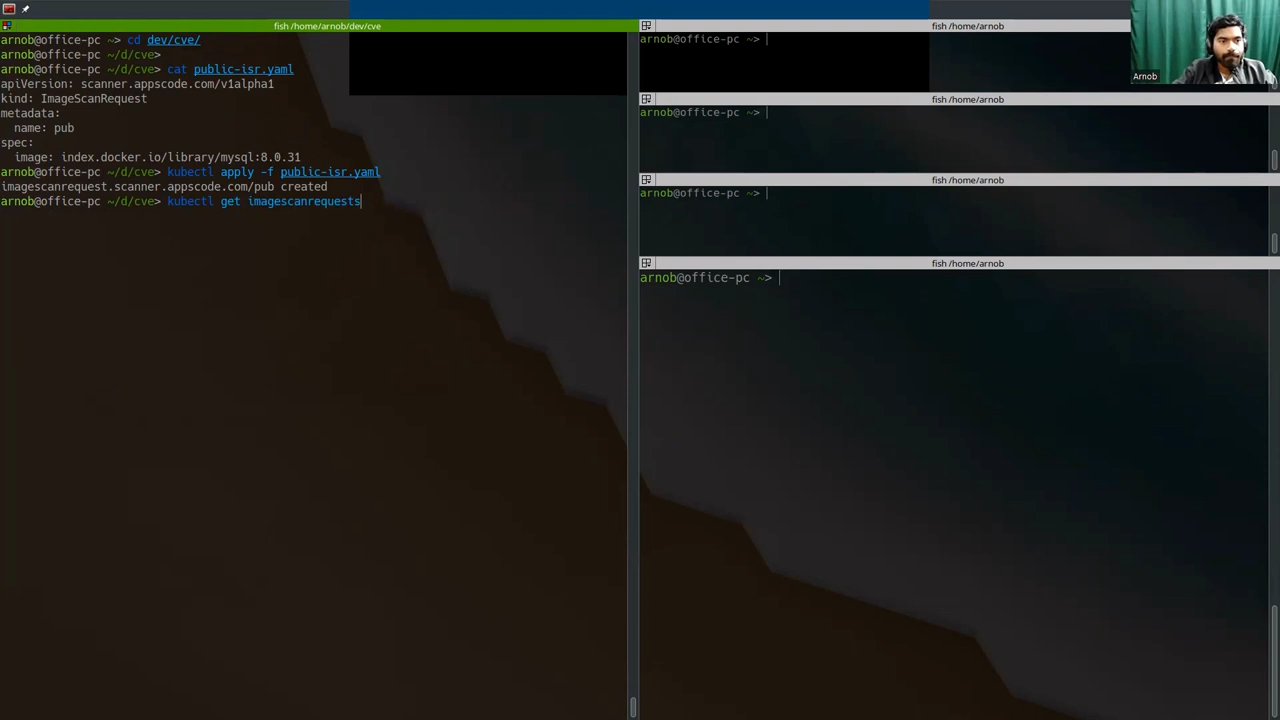 fish /home/arnob/dev/cve
arnob@office-pc ~> cd dev/cve/
arnob@office-pc ~/d/cve>
arnob@office-pc ~/d/cve> cat public-isr.yaml
apiVersion: scanner.appscode.com/v1alpha1
kind: ImageScanRequest
metadata:
  name: pub
spec:
  image: index.docker.io/library/mysql:8.0.31
arnob@office-pc ~/d/cve> kubectl apply -f public-isr.yaml
imagescanrequest.scanner.appscode.com/pub created
arnob@office-pc ~/d/cve> kubectl get imagescanrequests
fish /home/arnob
arnob@office-pc ~>
fish /home/arnob
arnob@office-pc ~>
fish /home/arnob
arnob@office-pc ~>
fish /home/arnob
arnob@office-pc ~>
Arnob